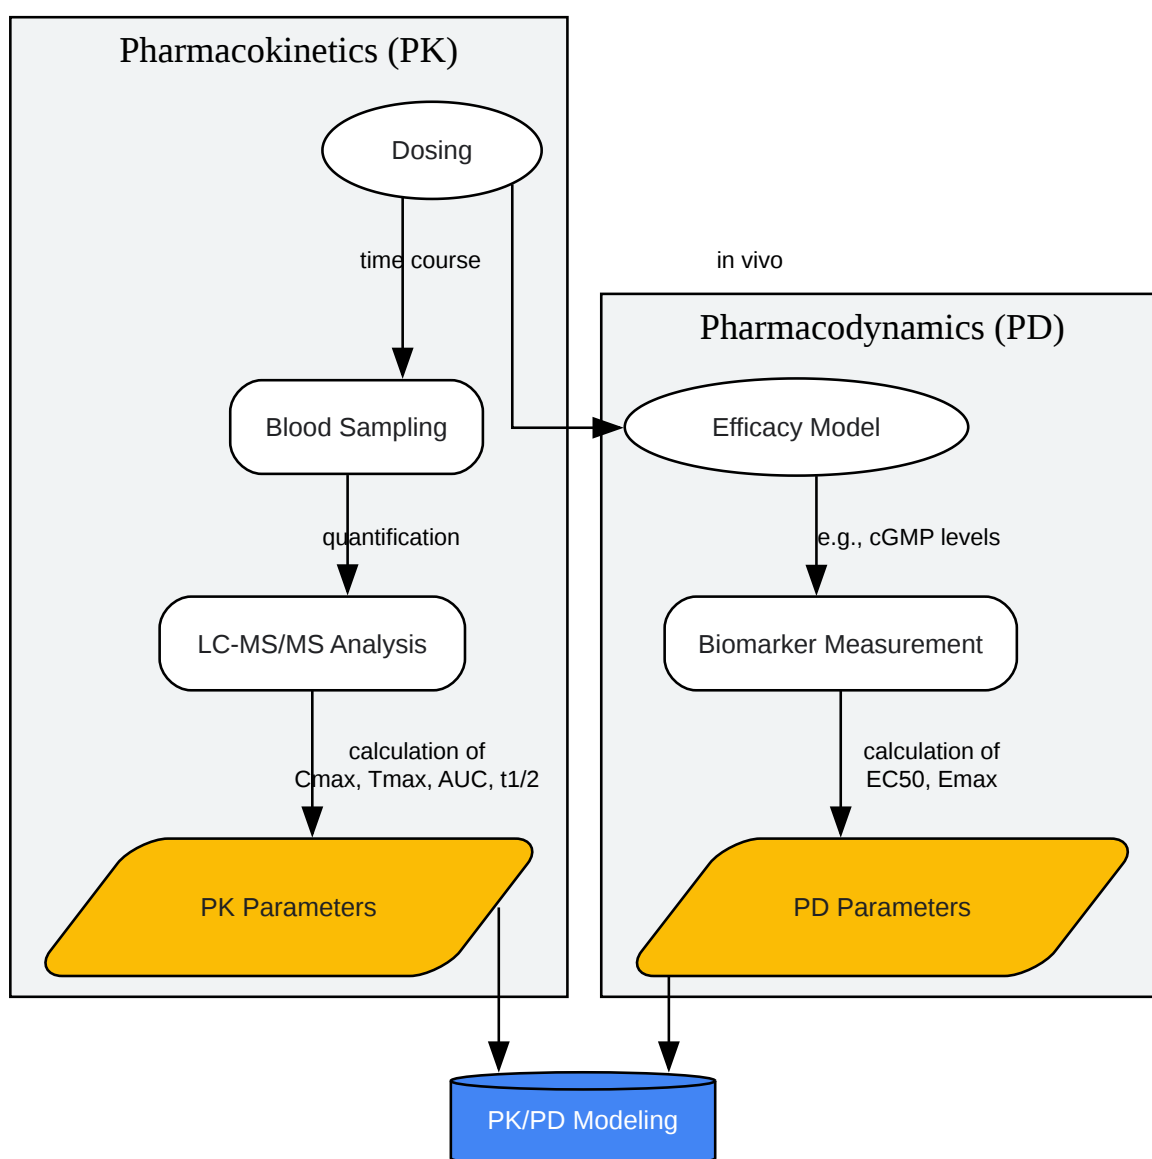 Pharmacokinetics (PK)
Dosing
time course
in vivo
Pharmacodynamics (PD)
Blood Sampling
Efficacy Model
quantification
e.g., cGMP levels
LC-MS/MS Analysis
Biomarker Measurement
calculation of
Cmax, Tmax, AUC, t1/2
calculation of
EC50, Emax
PK Parameters
PD Parameters
PK/PD Modeling